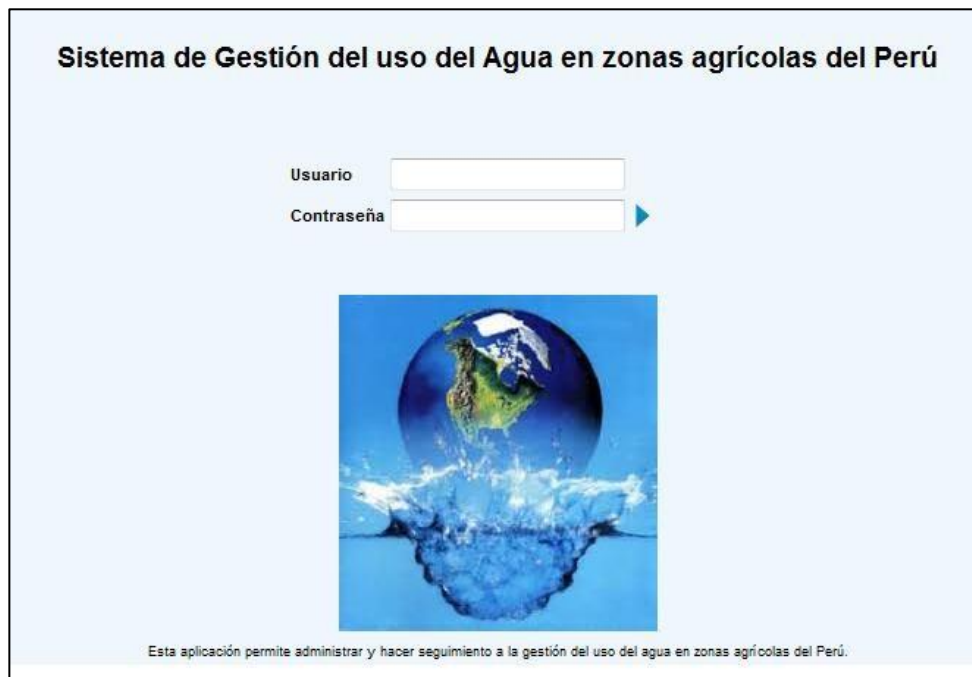 Sistema de Gestión del uso del Agua en zonas agrícolas del Perú
Usuario
Contraseña
Esta aplicación permite administrar y hacer seguimiento a la gestión del uso del agua en zonas agrícolas del Perú.